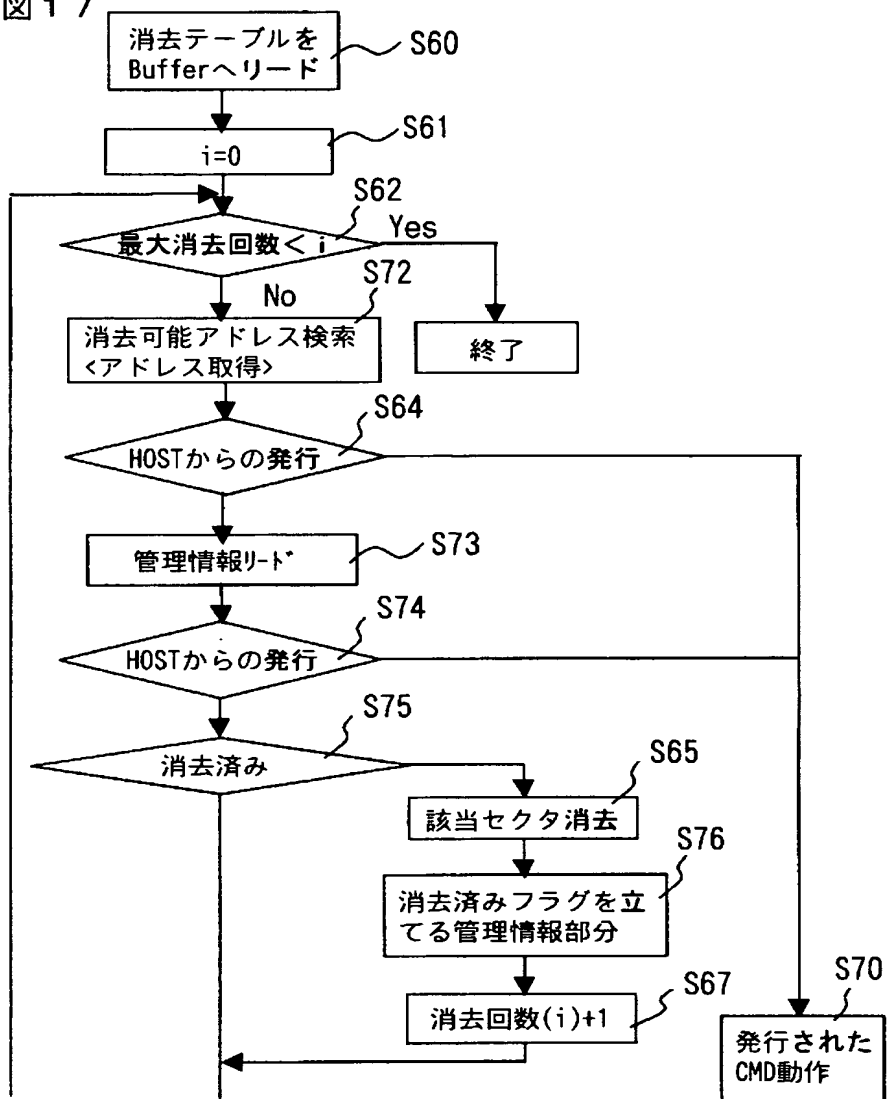 図17
消去テーブルを
Bufferへリード
S60
S61
i=0
S62
最大消去回数< i
Yes
No
S72
消去可能アドレス検索
<アドレス取得>
終了
S64
HOSTからの発行
管理情報ﾘｰﾄﾞ
S73
S74
HOSTからの発行
S75
消去済み
S65
該当セクタ消去
S76
消去済みフラグを立
てる管理情報部分
S67
消去回数(i)+1
S70
発行された
CMD動作